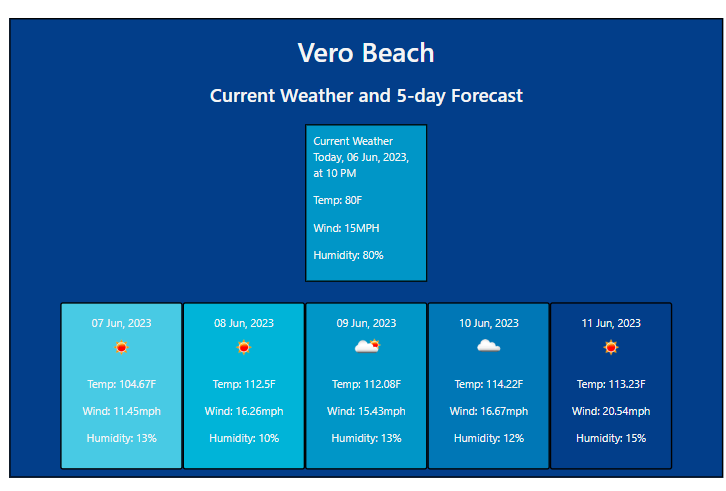 Vero Beach
Current Weather and 5-day Forecast
Current Weather
Today, 06 Jun, 2023,
at 10 PM
Temp: 80F
Wind: 15MPH
Humidity: 80%
07 Jun, 2023
Temp: 104.67F
Wind: 11.45mph
Humidity: 13%
08 Jun, 2023
Temp: 112.5F
Wind: 16.26mph
Humidity: 10%
09 Jun, 2023
Temp: 112.08F
Wind: 15.43mph
Humidity: 13%
10 Jun, 2023
Temp: 114.22F
Wind: 16.67mph
Humidity: 12%
11 Jun, 2023
Temp: 113.23F
Wind: 20.54mph
Humidity: 15%